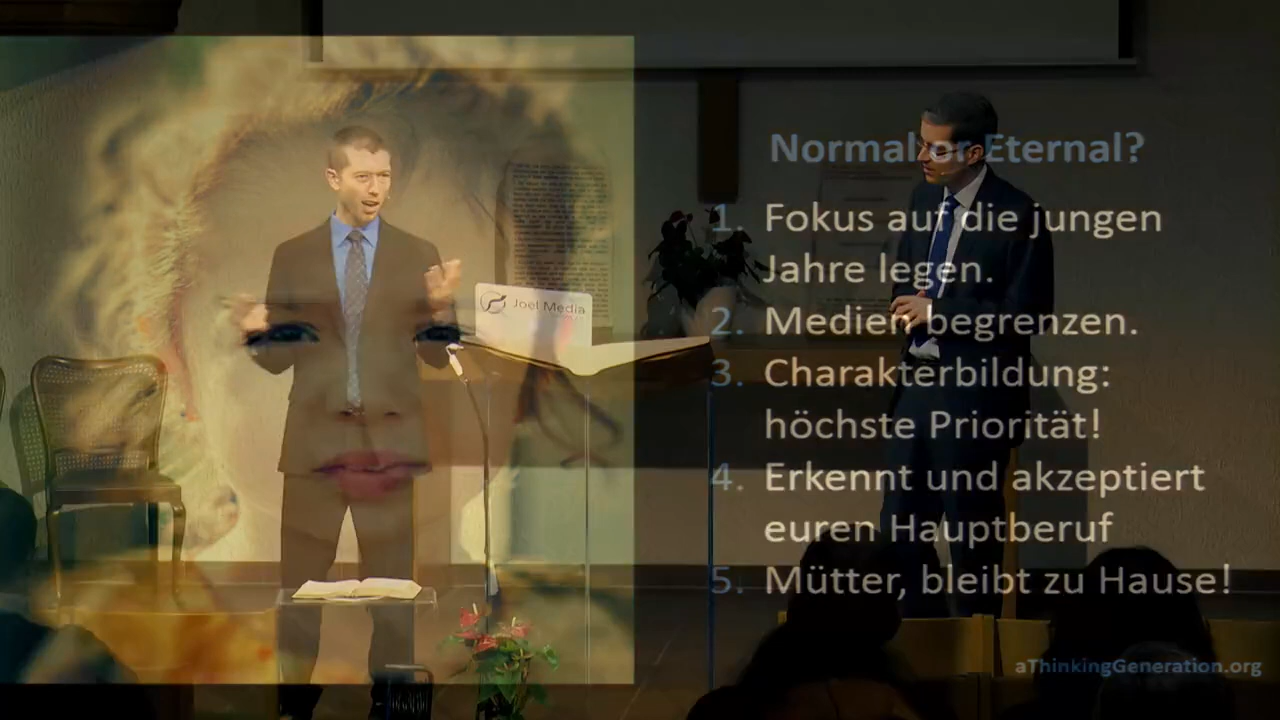 Normal or Eternal?
1. Fokus auf die jungen
Jahre legen.
2. Medien begrenzen.
3. Charakterbildung:
höchste Priorität!
4. Erkennt und akzeptiert
euren Hauptberuf
5. Mütter, bleibt zu Hause!
Joel Media
aThinkingGeneration.org